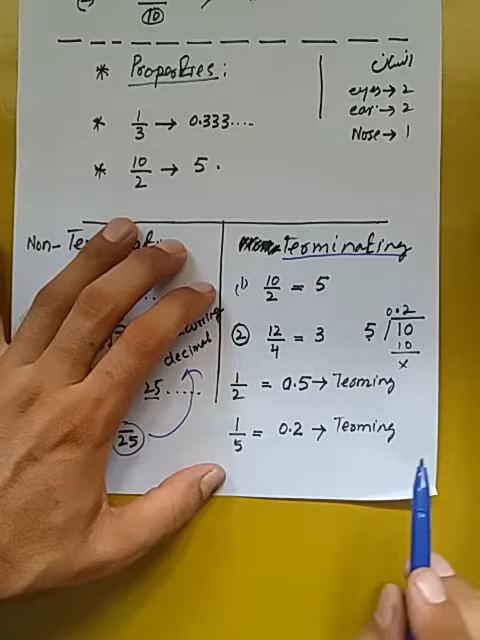 10
* Properties:
* 1/3 → 0.333....
* 10/2 → 5.
انسان
eyes → 2
ear → 2
Nose → 1
Non-
decimal
25 .....
25
Terminating
(1) 10/2 = 5
② 12/4 = 3
0.2
5 / 10
10
x
1/2 = 0.5 → Teoming
1/5 = 0.2 → Teoming